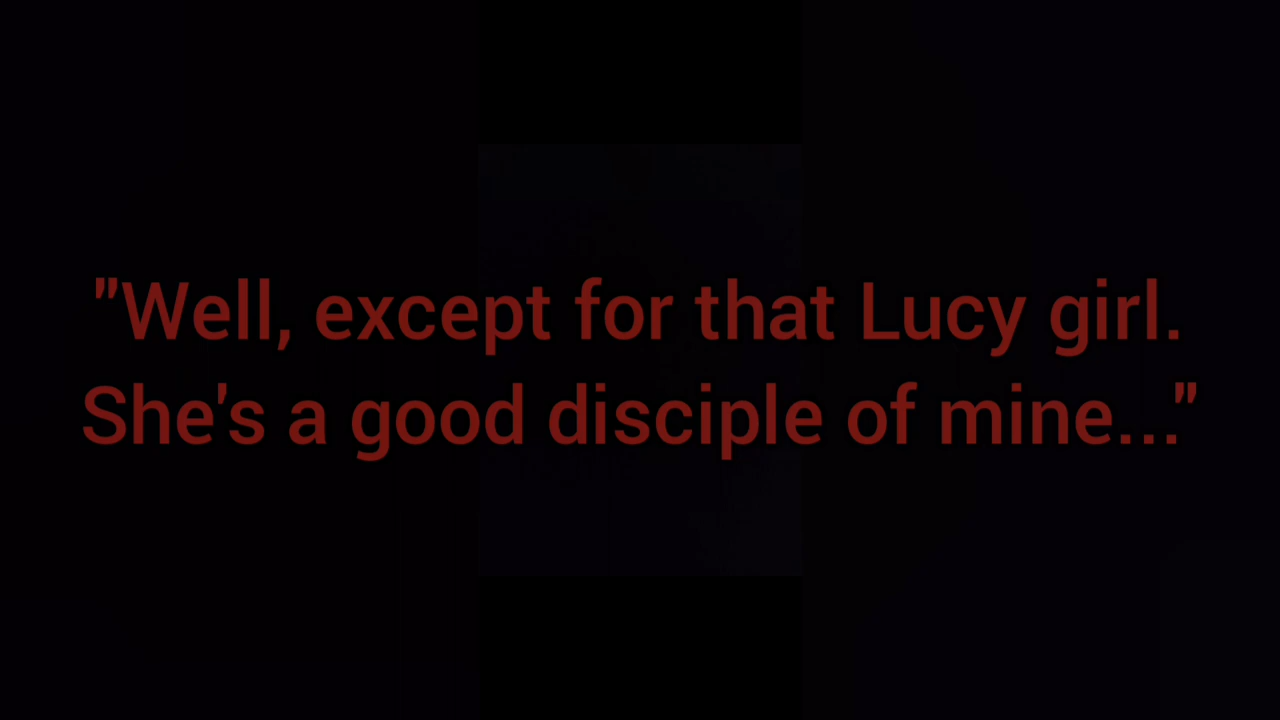 "Well, except for that Lucy girl.
She's a good disciple of mine..."